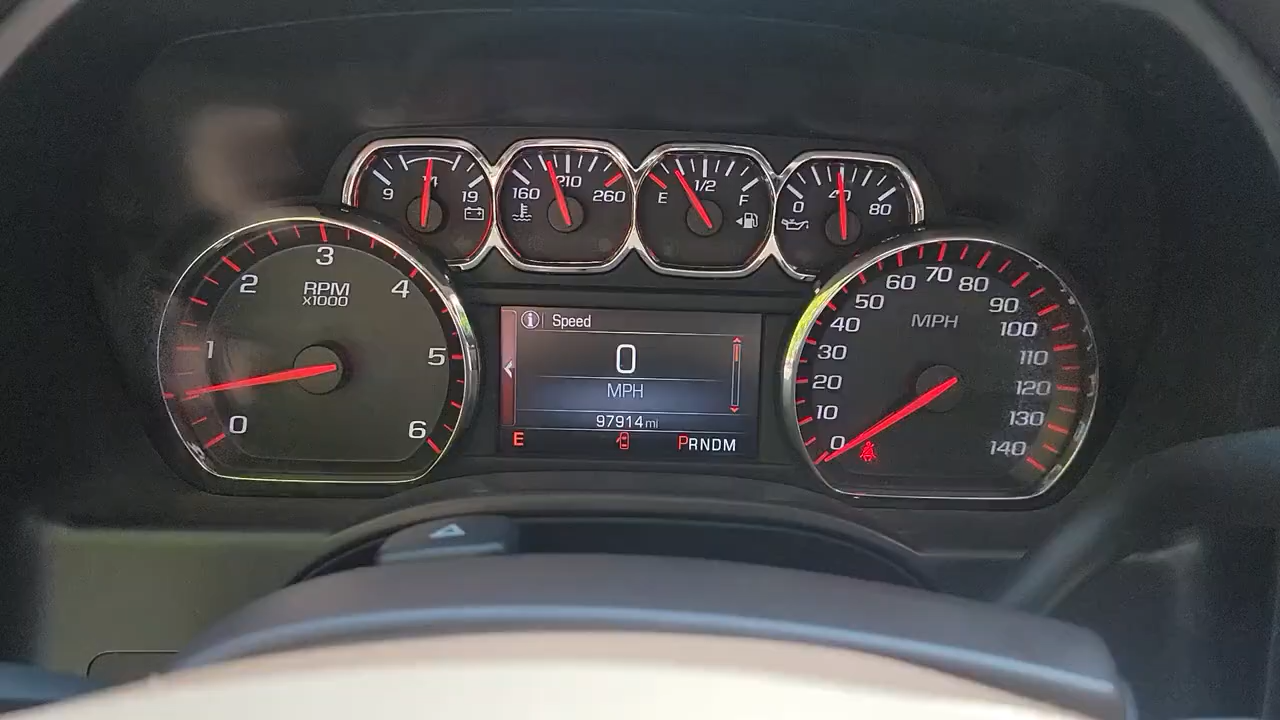 9 14 19
160 210 260
E 1/2 F
0 40 80
0 1 2 3 4 5 6
RPM
x1000
Speed
0
MPH
97914 mi
E
PRNDM
0 10 20 30 40 50 60 70 80 90 100 110 120 130 140
MPH